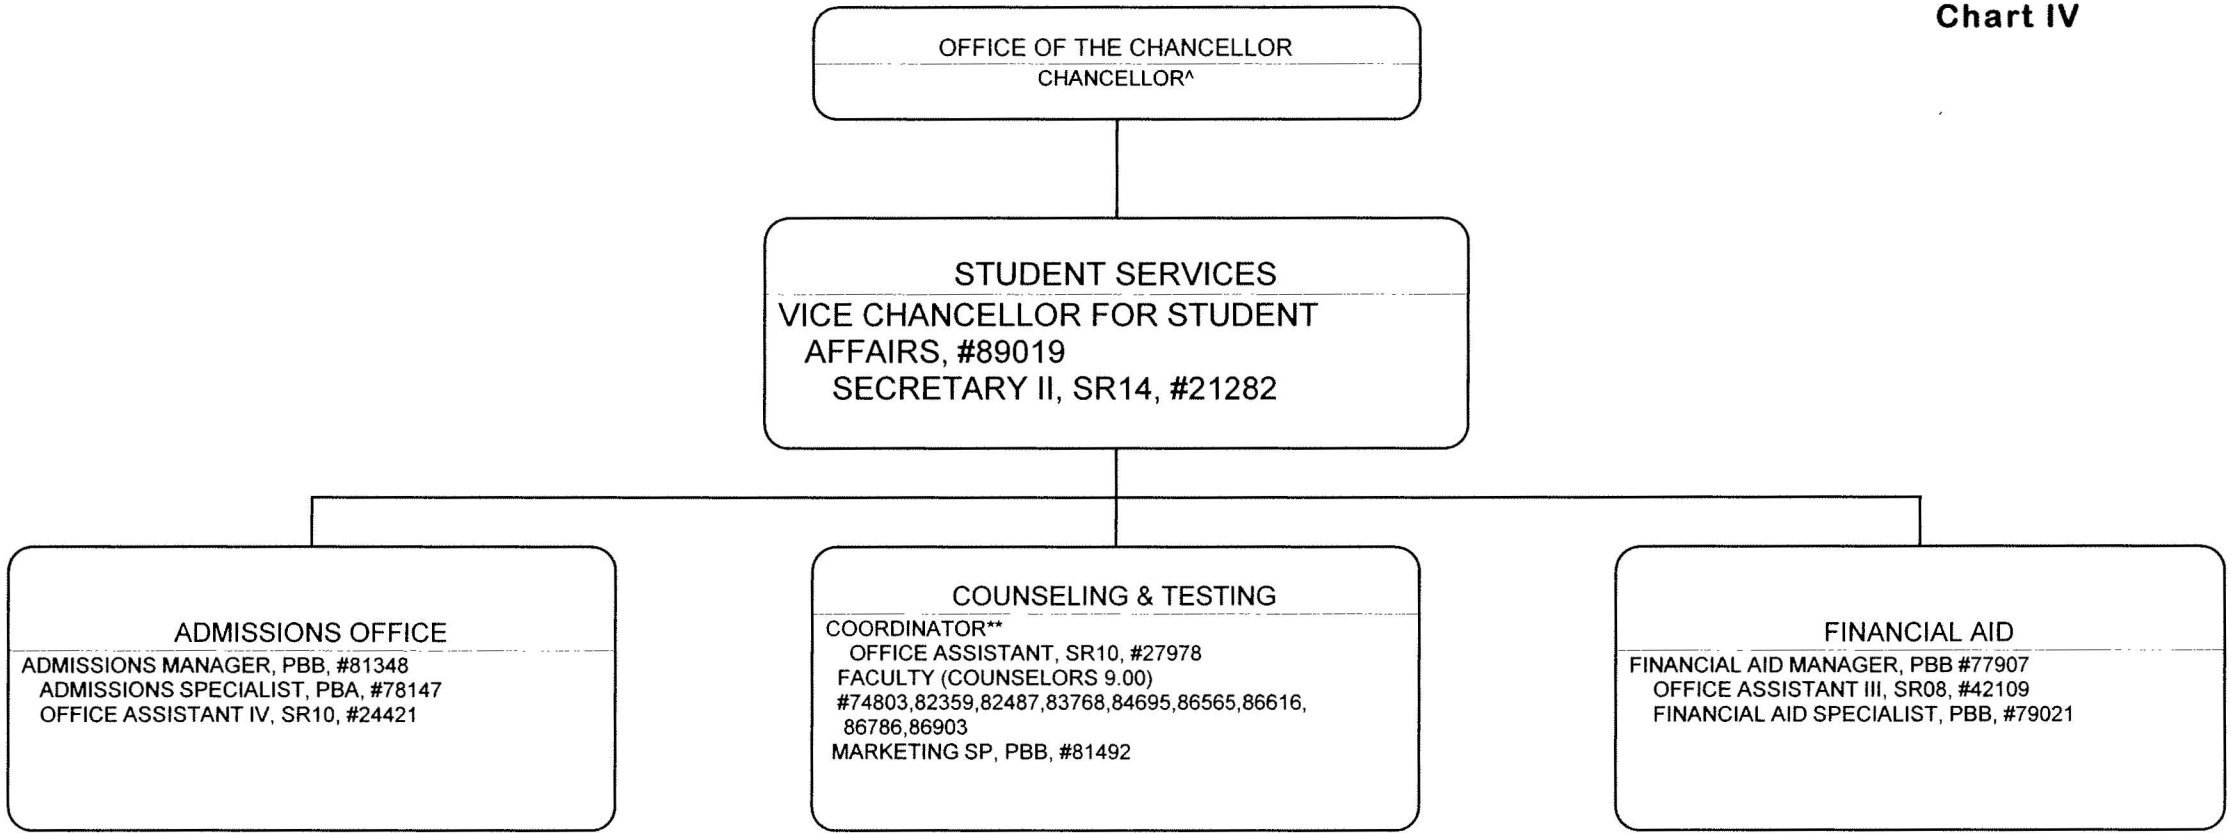 Chart IV
OFFICE OF THE CHANCELLOR
CHANCELLOR^
STUDENT SERVICES
VICE CHANCELLOR FOR STUDENT
AFFAIRS, #89019
SECRETARY II, SR14, #21282
ADMISSIONS OFFICE
ADMISSIONS MANAGER, PBB, #81348
ADMISSIONS SPECIALIST, PBA, #78147
OFFICE ASSISTANT IV, SR10, #24421
COUNSELING & TESTING
COORDINATOR**
OFFICE ASSISTANT, SR10, #27978
FACULTY (COUNSELORS 9.00)
#74803,82359,82487,83768,84695,86565,86616,
86786,86903
MARKETING SP, PBB, #81492
FINANCIAL AID
FINANCIAL AID MANAGER, PBB #77907
OFFICE ASSISTANT III, SR08, #42109
FINANCIAL AID SPECIALIST, PBB, #79021